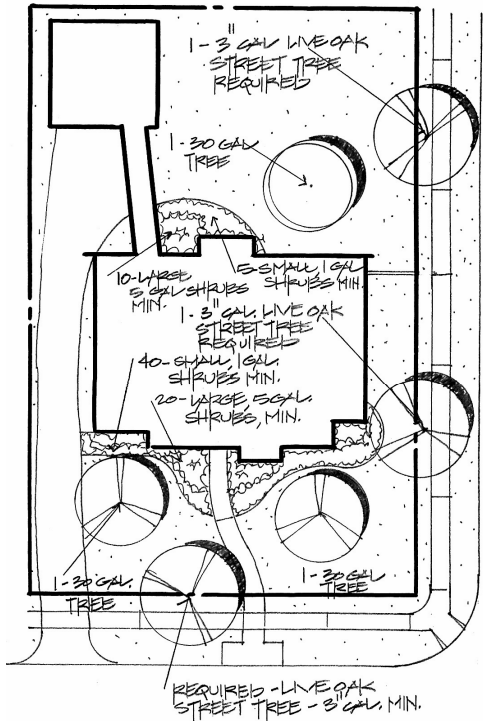 1 - 3" GAL LIVE OAK
STREET TREE
REQUIRED
1 - 30 GAL
TREE
10 - LARGE
5 GAL SHRUBS
MIN.
5 - SMALL, 1 GAL
SHRUBS MIN.
1 - 3" GAL. LIVE OAK
STREET TREE
REQUIRED
40 - SMALL, 1 GAL.
SHRUBS MIN.
20 - LARGE, 5 GAL.
SHRUBS, MIN.
1 - 30 GAL.
TREE
1 - 30 GAL
TREE
REQUIRED - LIVE OAK
STREET TREE - 3" GAL. MIN.